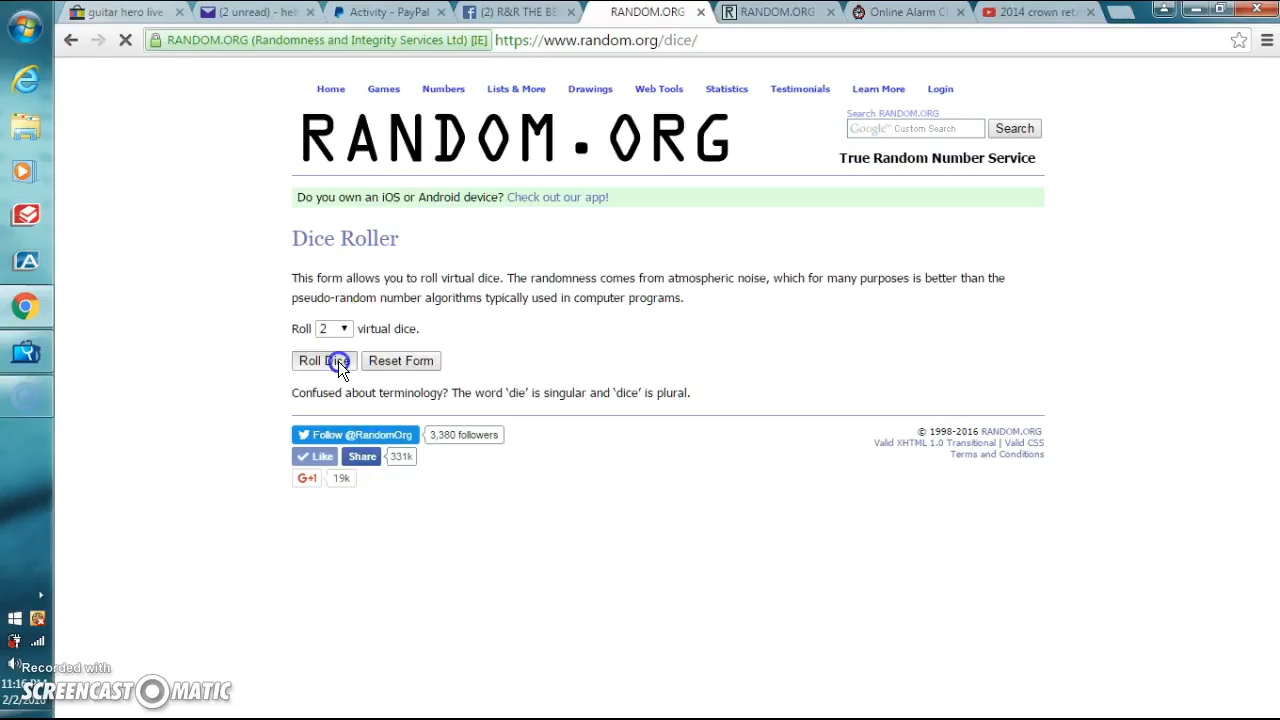 guitar hero live
(2 unread) - hel
Activity - PayPal
(2) R&R THE BE
RANDOM.ORG
RANDOM.ORG
Online Alarm C
2014 crown ret
RANDOM.ORG (Randomness and Integrity Services Ltd) [IE]
https://www.random.org/dice/
Home Games Numbers Lists & More Drawings Web Tools Statistics Testimonials Learn More Login
RANDOM.ORG
Search RANDOM.ORG
Google™ Custom Search
Search
True Random Number Service
Do you own an iOS or Android device? Check out our app!
Dice Roller
This form allows you to roll virtual dice. The randomness comes from atmospheric noise, which for many purposes is better than the
pseudo-random number algorithms typically used in computer programs.
Roll 2 virtual dice.
Roll Dice Reset Form
Confused about terminology? The word ‘die’ is singular and ‘dice’ is plural.
Follow @RandomOrg 3,380 followers
Like Share 331k
G+1 19k
© 1998-2016 RANDOM.ORG
Valid XHTML 1.0 Transitional | Valid CSS
Terms and Conditions
Recorded with
SCREENCAST MATIC
11:16 PM